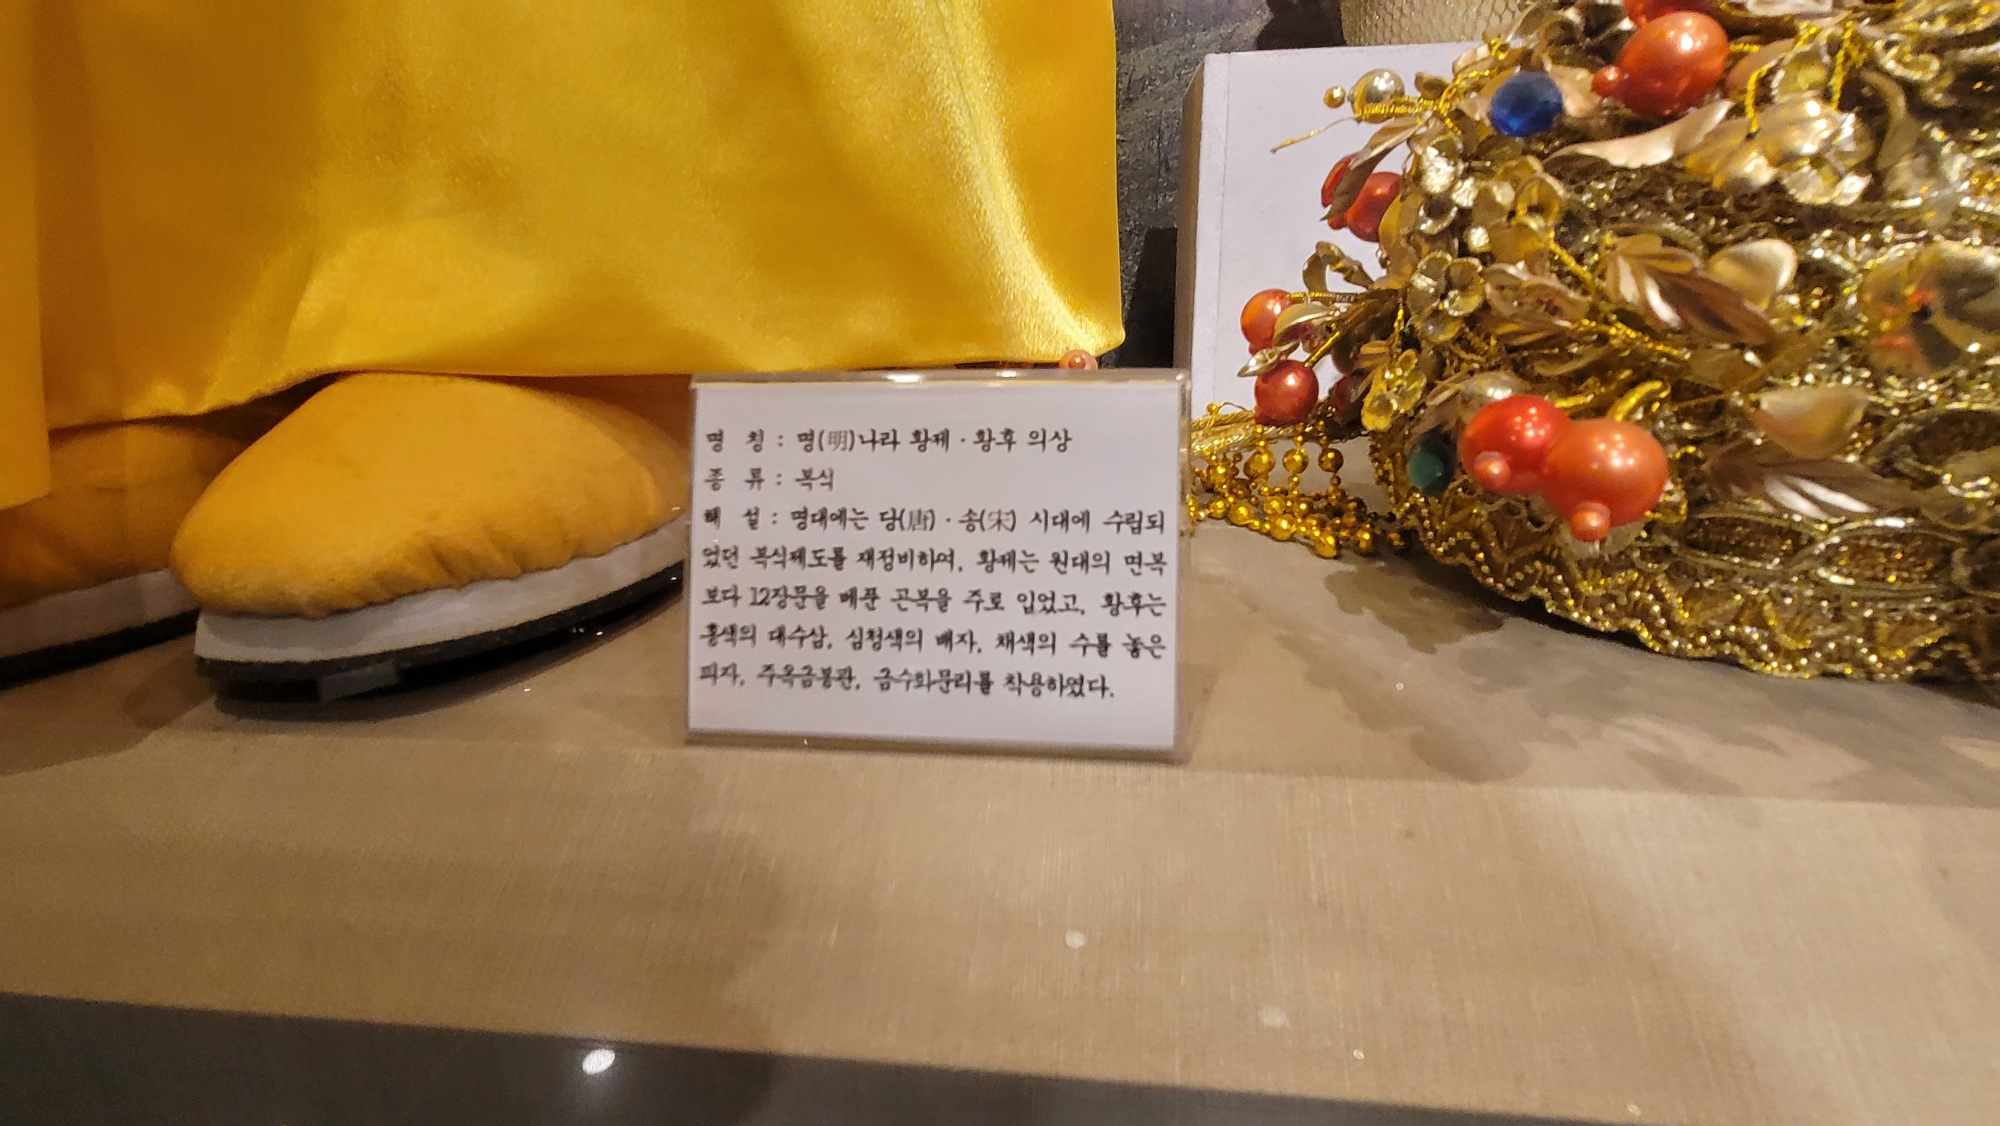 명 칭 : 명(明)나라 황제 · 황후 의상
종 류 : 복식
해 설 : 명대에는 당(唐) · 송(宋) 시대에 수립되
었던 복식제도를 재정비하여, 황제는 원대의 면복
보다 12장문을 베푼 곤복을 주로 입었고, 황후는
홍색의 대수삼, 심청색의 배자, 채색의 수를 놓은
피자, 주옥금봉관, 금수화문리를 착용하였다.